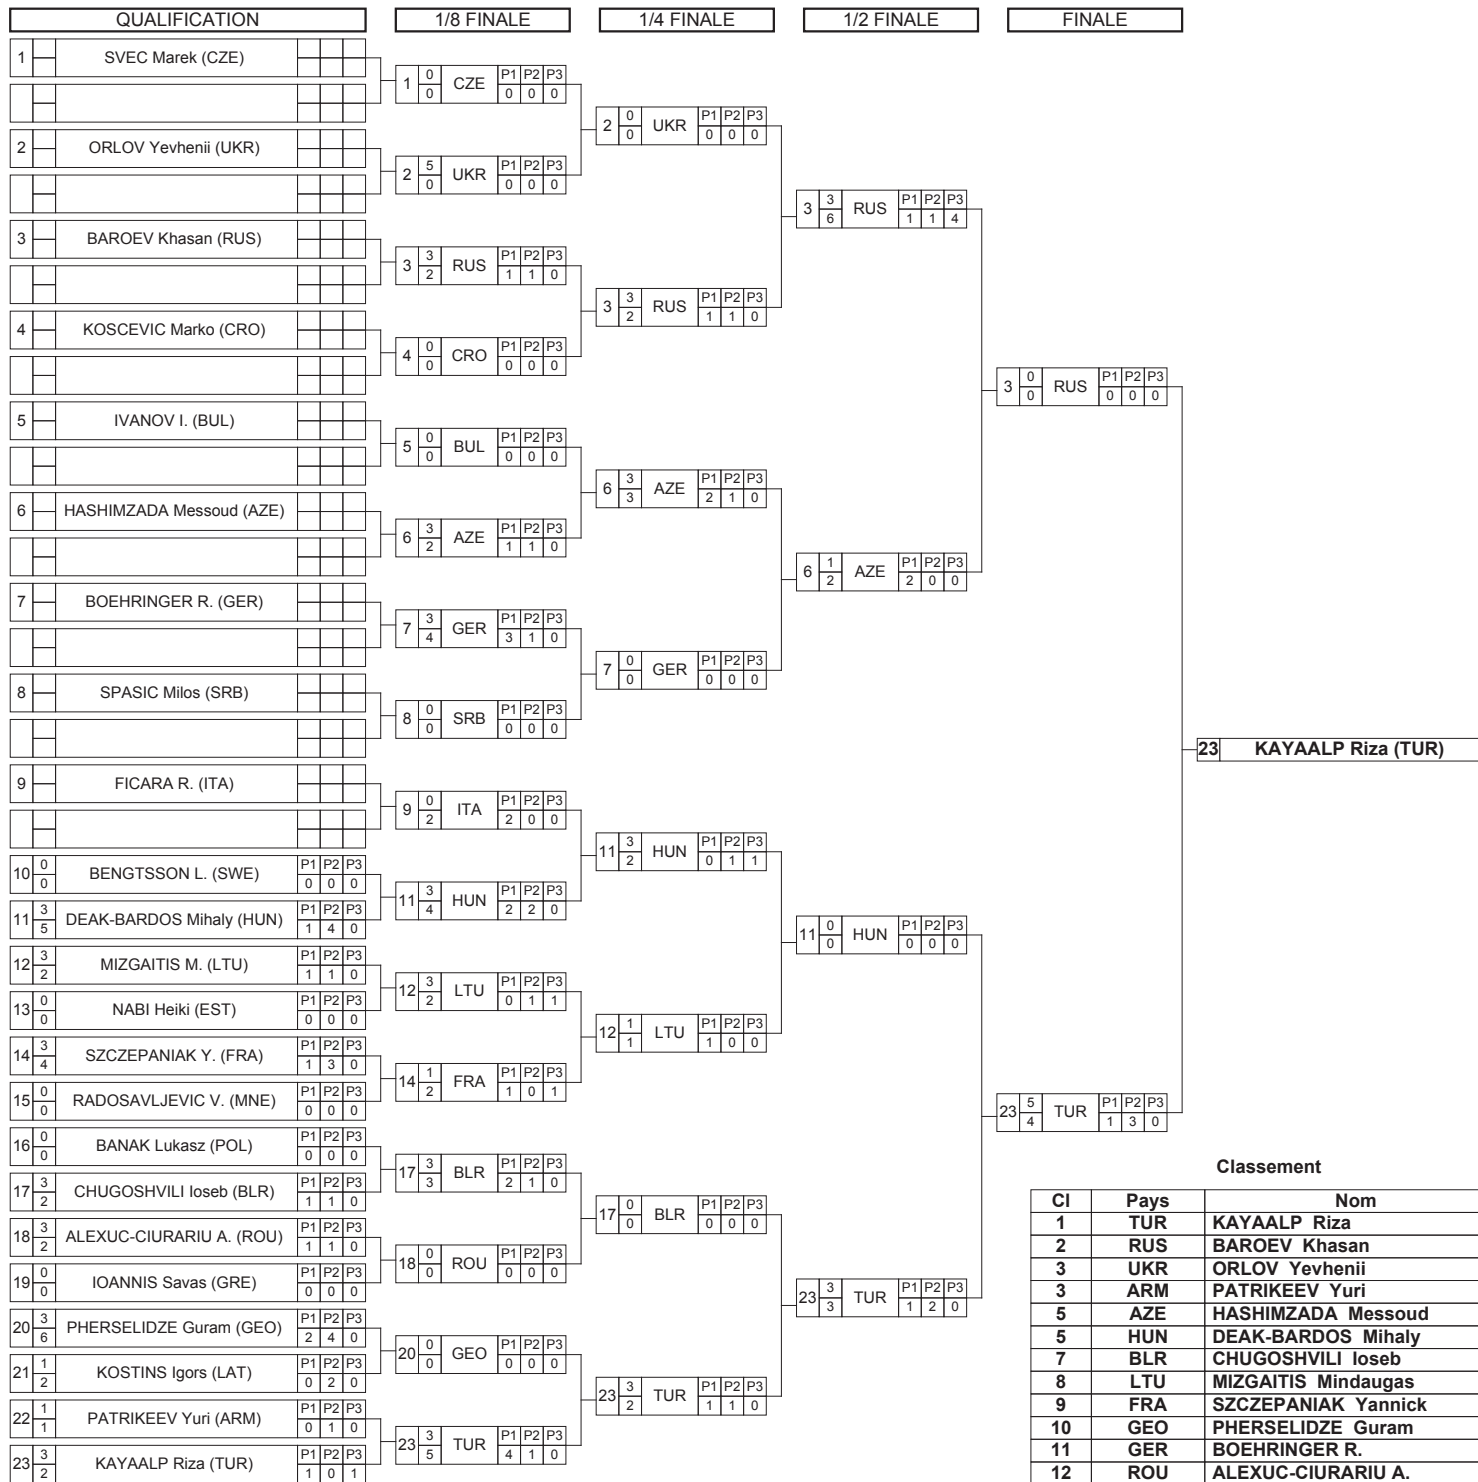 QUALIFICATION 1/8 FINALE 1/4 FINALE 1/2 FINALE FINALE
1 SVEC Marek (CZE)
2 ORLOV Yevhenii (UKR)
3 BAROEV Khasan (RUS)
4 KOSCEVIC Marko (CRO)
5 IVANOV I. (BUL)
6 HASHIMZADA Messoud (AZE)
7 BOEHRINGER R. (GER)
8 SPASIC Milos (SRB)
9 FICARA R. (ITA)
10 0 0 BENGTSSON L. (SWE) P1 P2 P3 0 0 0
11 3 5 DEAK-BARDOS Mihaly (HUN) P1 P2 P3 1 4 0
12 3 2 MIZGAITIS M. (LTU) P1 P2 P3 1 1 0
13 0 0 NABI Heiki (EST) P1 P2 P3 0 0 0
14 3 4 SZCZEPANIAK Y. (FRA) P1 P2 P3 1 3 0
15 0 0 RADOSAVLJEVIC V. (MNE) P1 P2 P3 0 0 0
16 0 0 BANAK Lukasz (POL) P1 P2 P3 0 0 0
17 3 2 CHUGOSHVILI Ioseb (BLR) P1 P2 P3 1 1 0
18 3 2 ALEXUC-CIURARIU A. (ROU) P1 P2 P3 1 1 0
19 0 0 IOANNIS Savas (GRE) P1 P2 P3 0 0 0
20 3 6 PHERSELIDZE Guram (GEO) P1 P2 P3 2 4 0
21 1 2 KOSTINS Igors (LAT) P1 P2 P3 0 2 0
22 1 1 PATRIKEEV Yuri (ARM) P1 P2 P3 0 1 0
23 3 2 KAYAALP Riza (TUR) P1 P2 P3 1 0 1
1 0 0 CZE P1 P2 P3 0 0 0
2 5 0 UKR P1 P2 P3 0 0 0
3 3 2 RUS P1 P2 P3 1 1 0
4 0 0 CRO P1 P2 P3 0 0 0
5 0 0 BUL P1 P2 P3 0 0 0
6 3 2 AZE P1 P2 P3 1 1 0
7 3 4 GER P1 P2 P3 3 1 0
8 0 0 SRB P1 P2 P3 0 0 0
9 0 2 ITA P1 P2 P3 2 0 0
11 3 4 HUN P1 P2 P3 2 2 0
12 3 2 LTU P1 P2 P3 0 1 1
14 1 2 FRA P1 P2 P3 1 0 1
17 3 3 BLR P1 P2 P3 2 1 0
18 0 0 ROU P1 P2 P3 0 0 0
20 0 0 GEO P1 P2 P3 0 0 0
23 3 5 TUR P1 P2 P3 4 1 0
2 0 0 UKR P1 P2 P3 0 0 0
3 3 2 RUS P1 P2 P3 1 1 0
6 3 3 AZE P1 P2 P3 2 1 0
7 0 0 GER P1 P2 P3 0 0 0
11 3 2 HUN P1 P2 P3 0 1 1
12 1 1 LTU P1 P2 P3 1 0 0
17 0 0 BLR P1 P2 P3 0 0 0
23 3 2 TUR P1 P2 P3 1 1 0
3 3 6 RUS P1 P2 P3 1 1 4
6 1 2 AZE P1 P2 P3 2 0 0
11 0 0 HUN P1 P2 P3 0 0 0
23 3 3 TUR P1 P2 P3 1 2 0
3 0 0 RUS P1 P2 P3 0 0 0
23 5 4 TUR P1 P2 P3 1 3 0
23 KAYAALP Riza (TUR)
Classement
Cl Pays Nom
1 TUR KAYAALP Riza
2 RUS BAROEV Khasan
3 UKR ORLOV Yevhenii
3 ARM PATRIKEEV Yuri
5 AZE HASHIMZADA Messoud
5 HUN DEAK-BARDOS Mihaly
7 BLR CHUGOSHVILI Ioseb
8 LTU MIZGAITIS Mindaugas
9 FRA SZCZEPANIAK Yannick
10 GEO PHERSELIDZE Guram
11 GER BOEHRINGER R.
12 ROU ALEXUC-CIURARIU A.